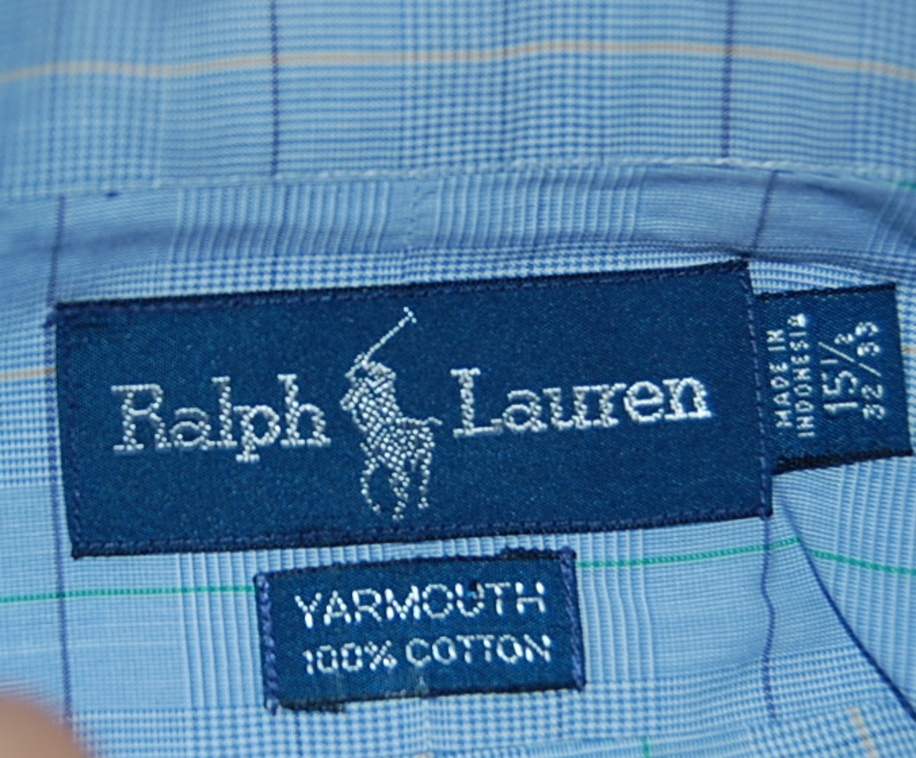 Ralph Lauren
MADE IN
INDONESIA
15 1/2
32/33
YARMOUTH
100% COTTON